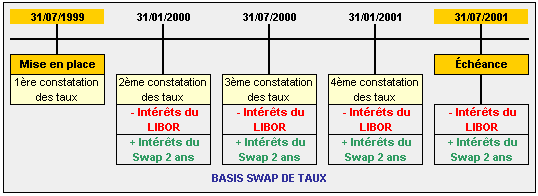 31/07/1999 31/01/2000 31/07/2000 31/01/2001 31/07/2001
Mise en place
Échéance
1ère constatation
des taux
2ème constatation
des taux
- Intérêts du
LIBOR
+ Intérêts du
Swap 2 ans
3ème constatation
des taux
- Intérêts du
LIBOR
+ Intérêts du
Swap 2 ans
4ème constatation
des taux
- Intérêts du
LIBOR
+ Intérêts du
Swap 2 ans
- Intérêts du
LIBOR
+ Intérêts du
Swap 2 ans
BASIS SWAP DE TAUX